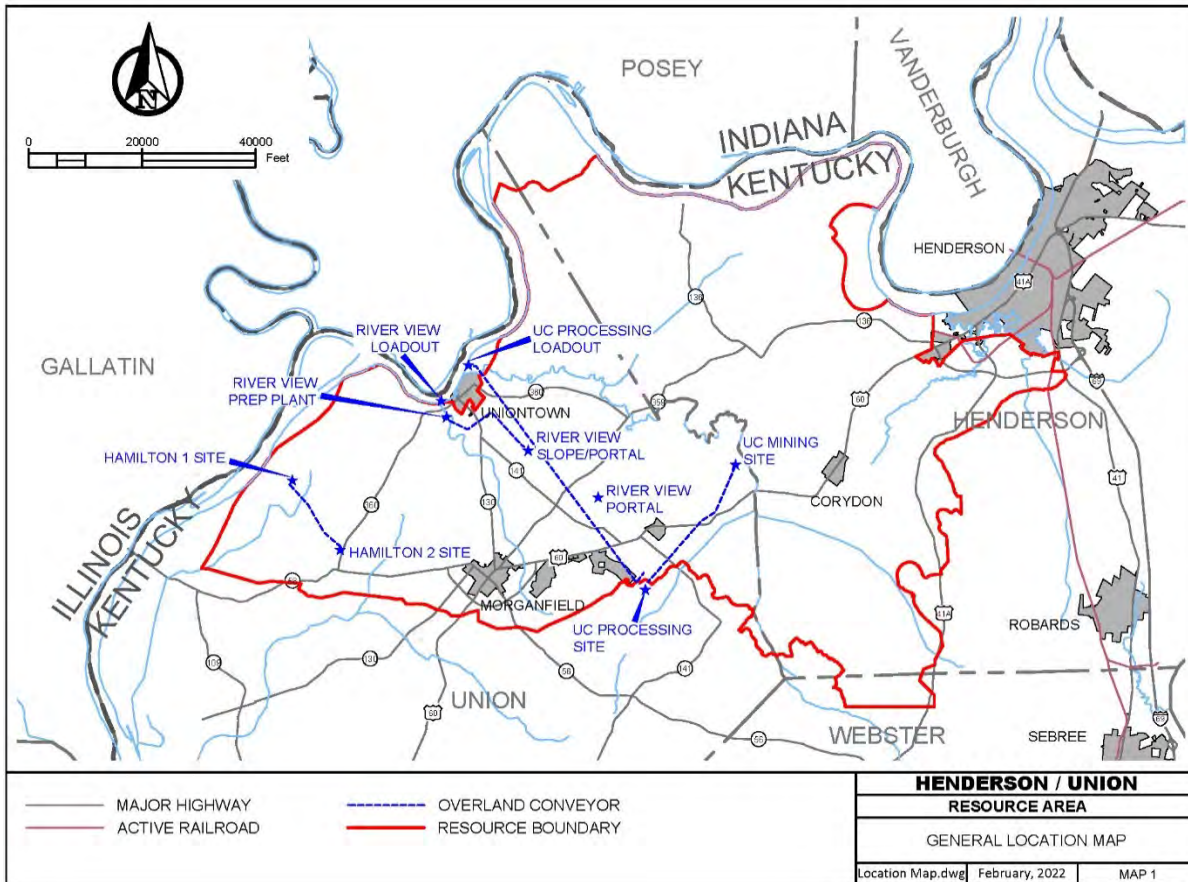 N
0 20000 40000
Feet
POSEY
VANDERBURGH
INDIANA
KENTUCKY
HENDERSON
41A
136
136
RIVER VIEW
LOADOUT
UC PROCESSING
LOADOUT
GALLATIN
RIVER VIEW
PREP PLANT
UNIONTOWN
360
359
60
69
HENDERSON
HAMILTON 1 SITE
RIVER VIEW
SLOPE/PORTAL
UC MINING
SITE
141
41
RIVER VIEW
PORTAL
CORYDON
130
360
ILLINOIS
KENTUCKY
HAMILTON 2 SITE
60
56
MORGANFIELD
41A
ROBARDS
UC PROCESSING
SITE
109
130
56
141
UNION
60
WEBSTER
56
SEBREE
69
MAJOR HIGHWAY
ACTIVE RAILROAD
OVERLAND CONVEYOR
RESOURCE BOUNDARY
HENDERSON / UNION
RESOURCE AREA
GENERAL LOCATION MAP
Location Map.dwg February, 2022 MAP 1